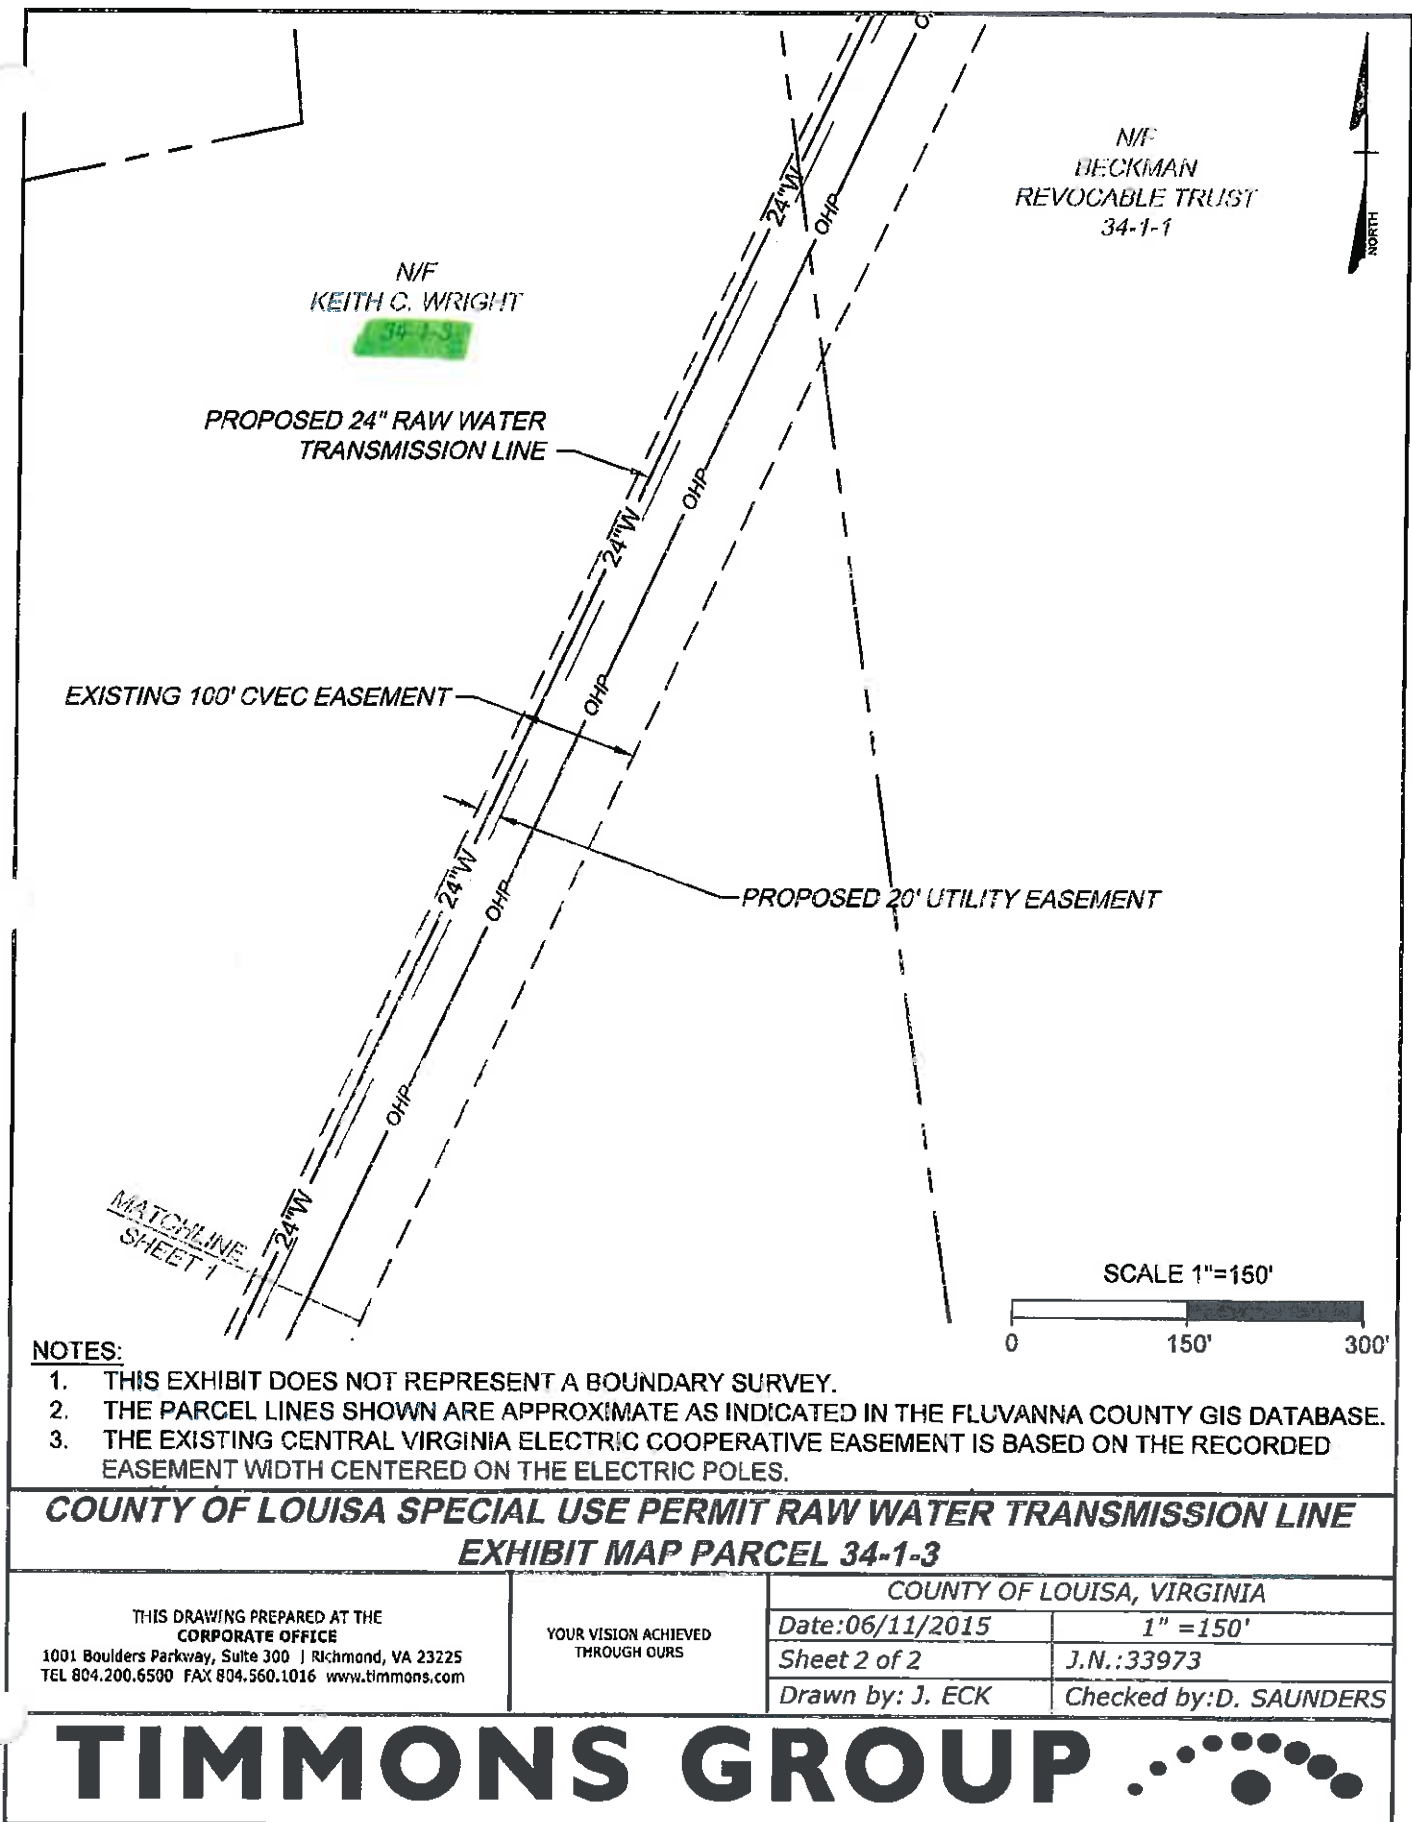 N/F
BECKMAN
REVOCABLE TRUST
34-1-1
NORTH
N/F
KEITH C. WRIGHT
34-1-3
24"W
OHP
PROPOSED 24" RAW WATER
TRANSMISSION LINE
OHP
24"W
EXISTING 100' CVEC EASEMENT
OHP
24"W
OHP
PROPOSED 20' UTILITY EASEMENT
OHP
MATCHLINE
SHEET 1
24"W
SCALE 1"=150'
0 150' 300'
NOTES:
1. THIS EXHIBIT DOES NOT REPRESENT A BOUNDARY SURVEY.
2. THE PARCEL LINES SHOWN ARE APPROXIMATE AS INDICATED IN THE FLUVANNA COUNTY GIS DATABASE.
3. THE EXISTING CENTRAL VIRGINIA ELECTRIC COOPERATIVE EASEMENT IS BASED ON THE RECORDED
EASEMENT WIDTH CENTERED ON THE ELECTRIC POLES.
COUNTY OF LOUISA SPECIAL USE PERMIT RAW WATER TRANSMISSION LINE
EXHIBIT MAP PARCEL 34-1-3
THIS DRAWING PREPARED AT THE
CORPORATE OFFICE
1001 Boulders Parkway, Suite 300 | Richmond, VA 23225
TEL 804.200.6500 FAX 804.560.1016 www.timmons.com
YOUR VISION ACHIEVED
THROUGH OURS
COUNTY OF LOUISA, VIRGINIA
Date:06/11/2015 1" =150'
Sheet 2 of 2 J.N.:33973
Drawn by: J. ECK Checked by:D. SAUNDERS
TIMMONS GROUP